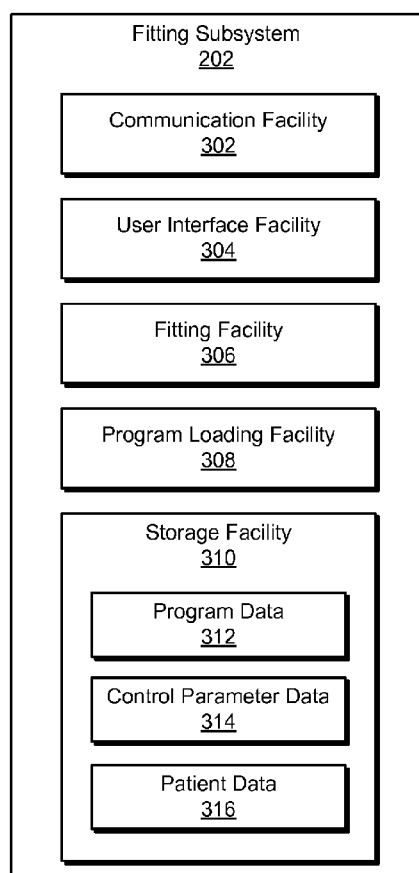 Fitting Subsystem
202
Communication Facility
302
User Interface Facility
304
Fitting Facility
306
Program Loading Facility
308
Storage Facility
310
Program Data
312
Control Parameter Data
314
Patient Data
316